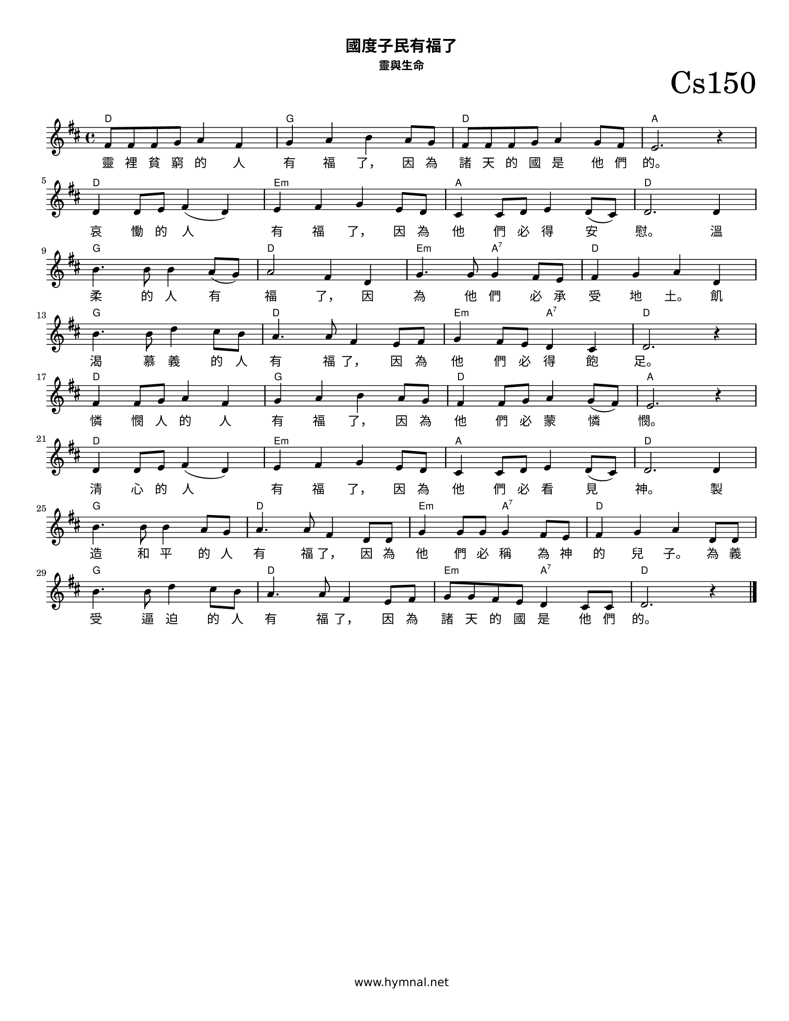 國度子民有福了
靈與生命
Cs150
D G D A
靈 裡 貧 窮 的 人 有 福 了， 因 為 諸 天 的 國 是 他 們 的。
5 D Em A D
哀 慟 的 人 有 福 了， 因 為 他 們 必 得 安 慰。 溫
9 G D Em A7 D
柔 的 人 有 福 了， 因 為 他 們 必 承 受 地 土。 飢
13 G D Em A7 D
渴 慕 義 的 人 有 福 了， 因 為 他 們 必 得 飽 足。
17 D G D A
憐 憫 人 的 人 有 福 了， 因 為 他 們 必 蒙 憐 憫。
21 D Em A D
清 心 的 人 有 福 了， 因 為 他 們 必 看 見 神。 製
25 G D Em A7 D
造 和 平 的 人 有 福 了， 因 為 他 們 必 稱 為 神 的 兒 子。 為 義
29 G D Em A7 D
受 逼 迫 的 人 有 福 了， 因 為 諸 天 的 國 是 他 們 的。
www.hymnal.net